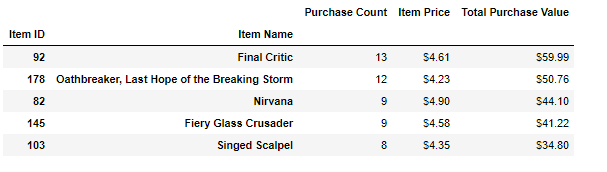 Purchase Count Item Price Total Purchase Value
Item ID Item Name
92 Final Critic 13 $4.61 $59.99
178 Oathbreaker, Last Hope of the Breaking Storm 12 $4.23 $50.76
82 Nirvana 9 $4.90 $44.10
145 Fiery Glass Crusader 9 $4.58 $41.22
103 Singed Scalpel 8 $4.35 $34.80